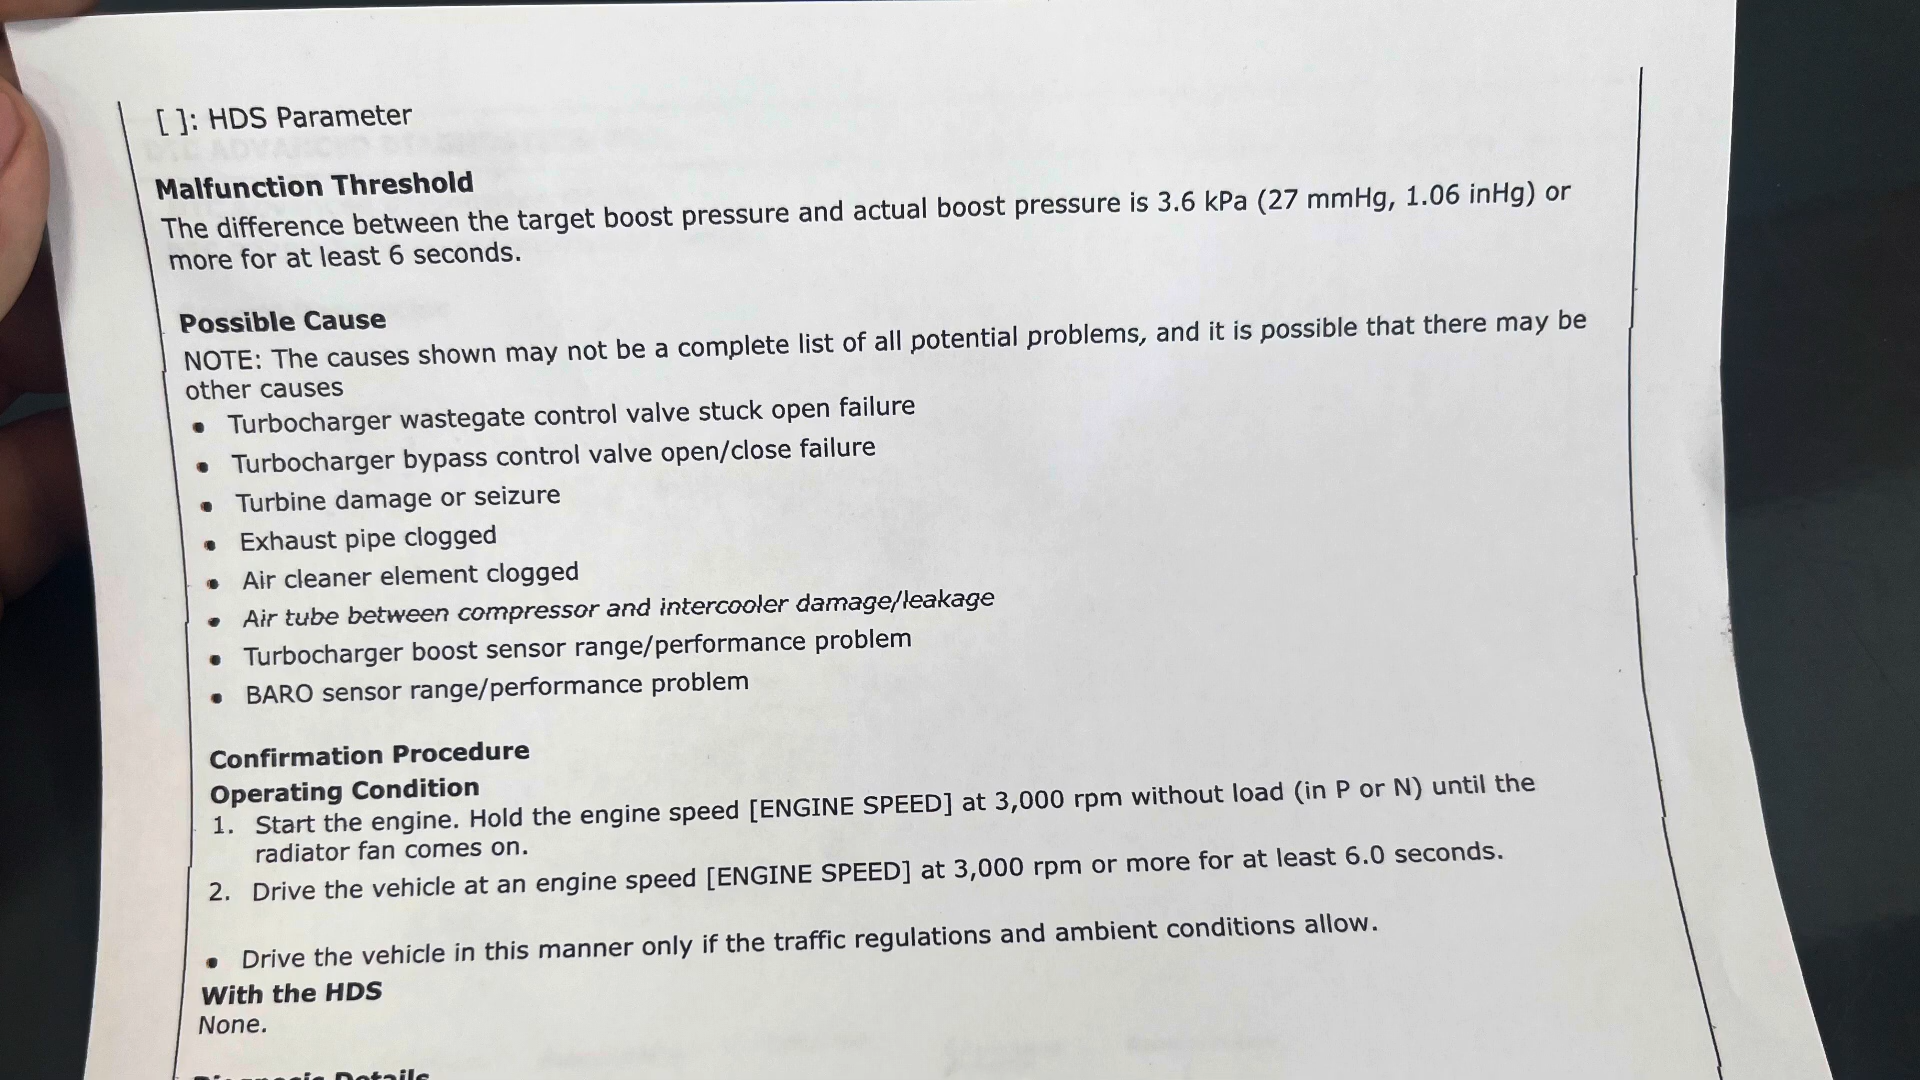 [ ]: HDS Parameter
Malfunction Threshold
The difference between the target boost pressure and actual boost pressure is 3.6 kPa (27 mmHg, 1.06 inHg) or
more for at least 6 seconds.
Possible Cause
NOTE: The causes shown may not be a complete list of all potential problems, and it is possible that there may be
other causes
• Turbocharger wastegate control valve stuck open failure
• Turbocharger bypass control valve open/close failure
• Turbine damage or seizure
• Exhaust pipe clogged
• Air cleaner element clogged
• Air tube between compressor and intercooler damage/leakage
• Turbocharger boost sensor range/performance problem
• BARO sensor range/performance problem
Confirmation Procedure
Operating Condition
1. Start the engine. Hold the engine speed [ENGINE SPEED] at 3,000 rpm without load (in P or N) until the
radiator fan comes on.
2. Drive the vehicle at an engine speed [ENGINE SPEED] at 3,000 rpm or more for at least 6.0 seconds.
• Drive the vehicle in this manner only if the traffic regulations and ambient conditions allow.
With the HDS
None.
Diagnosis Details